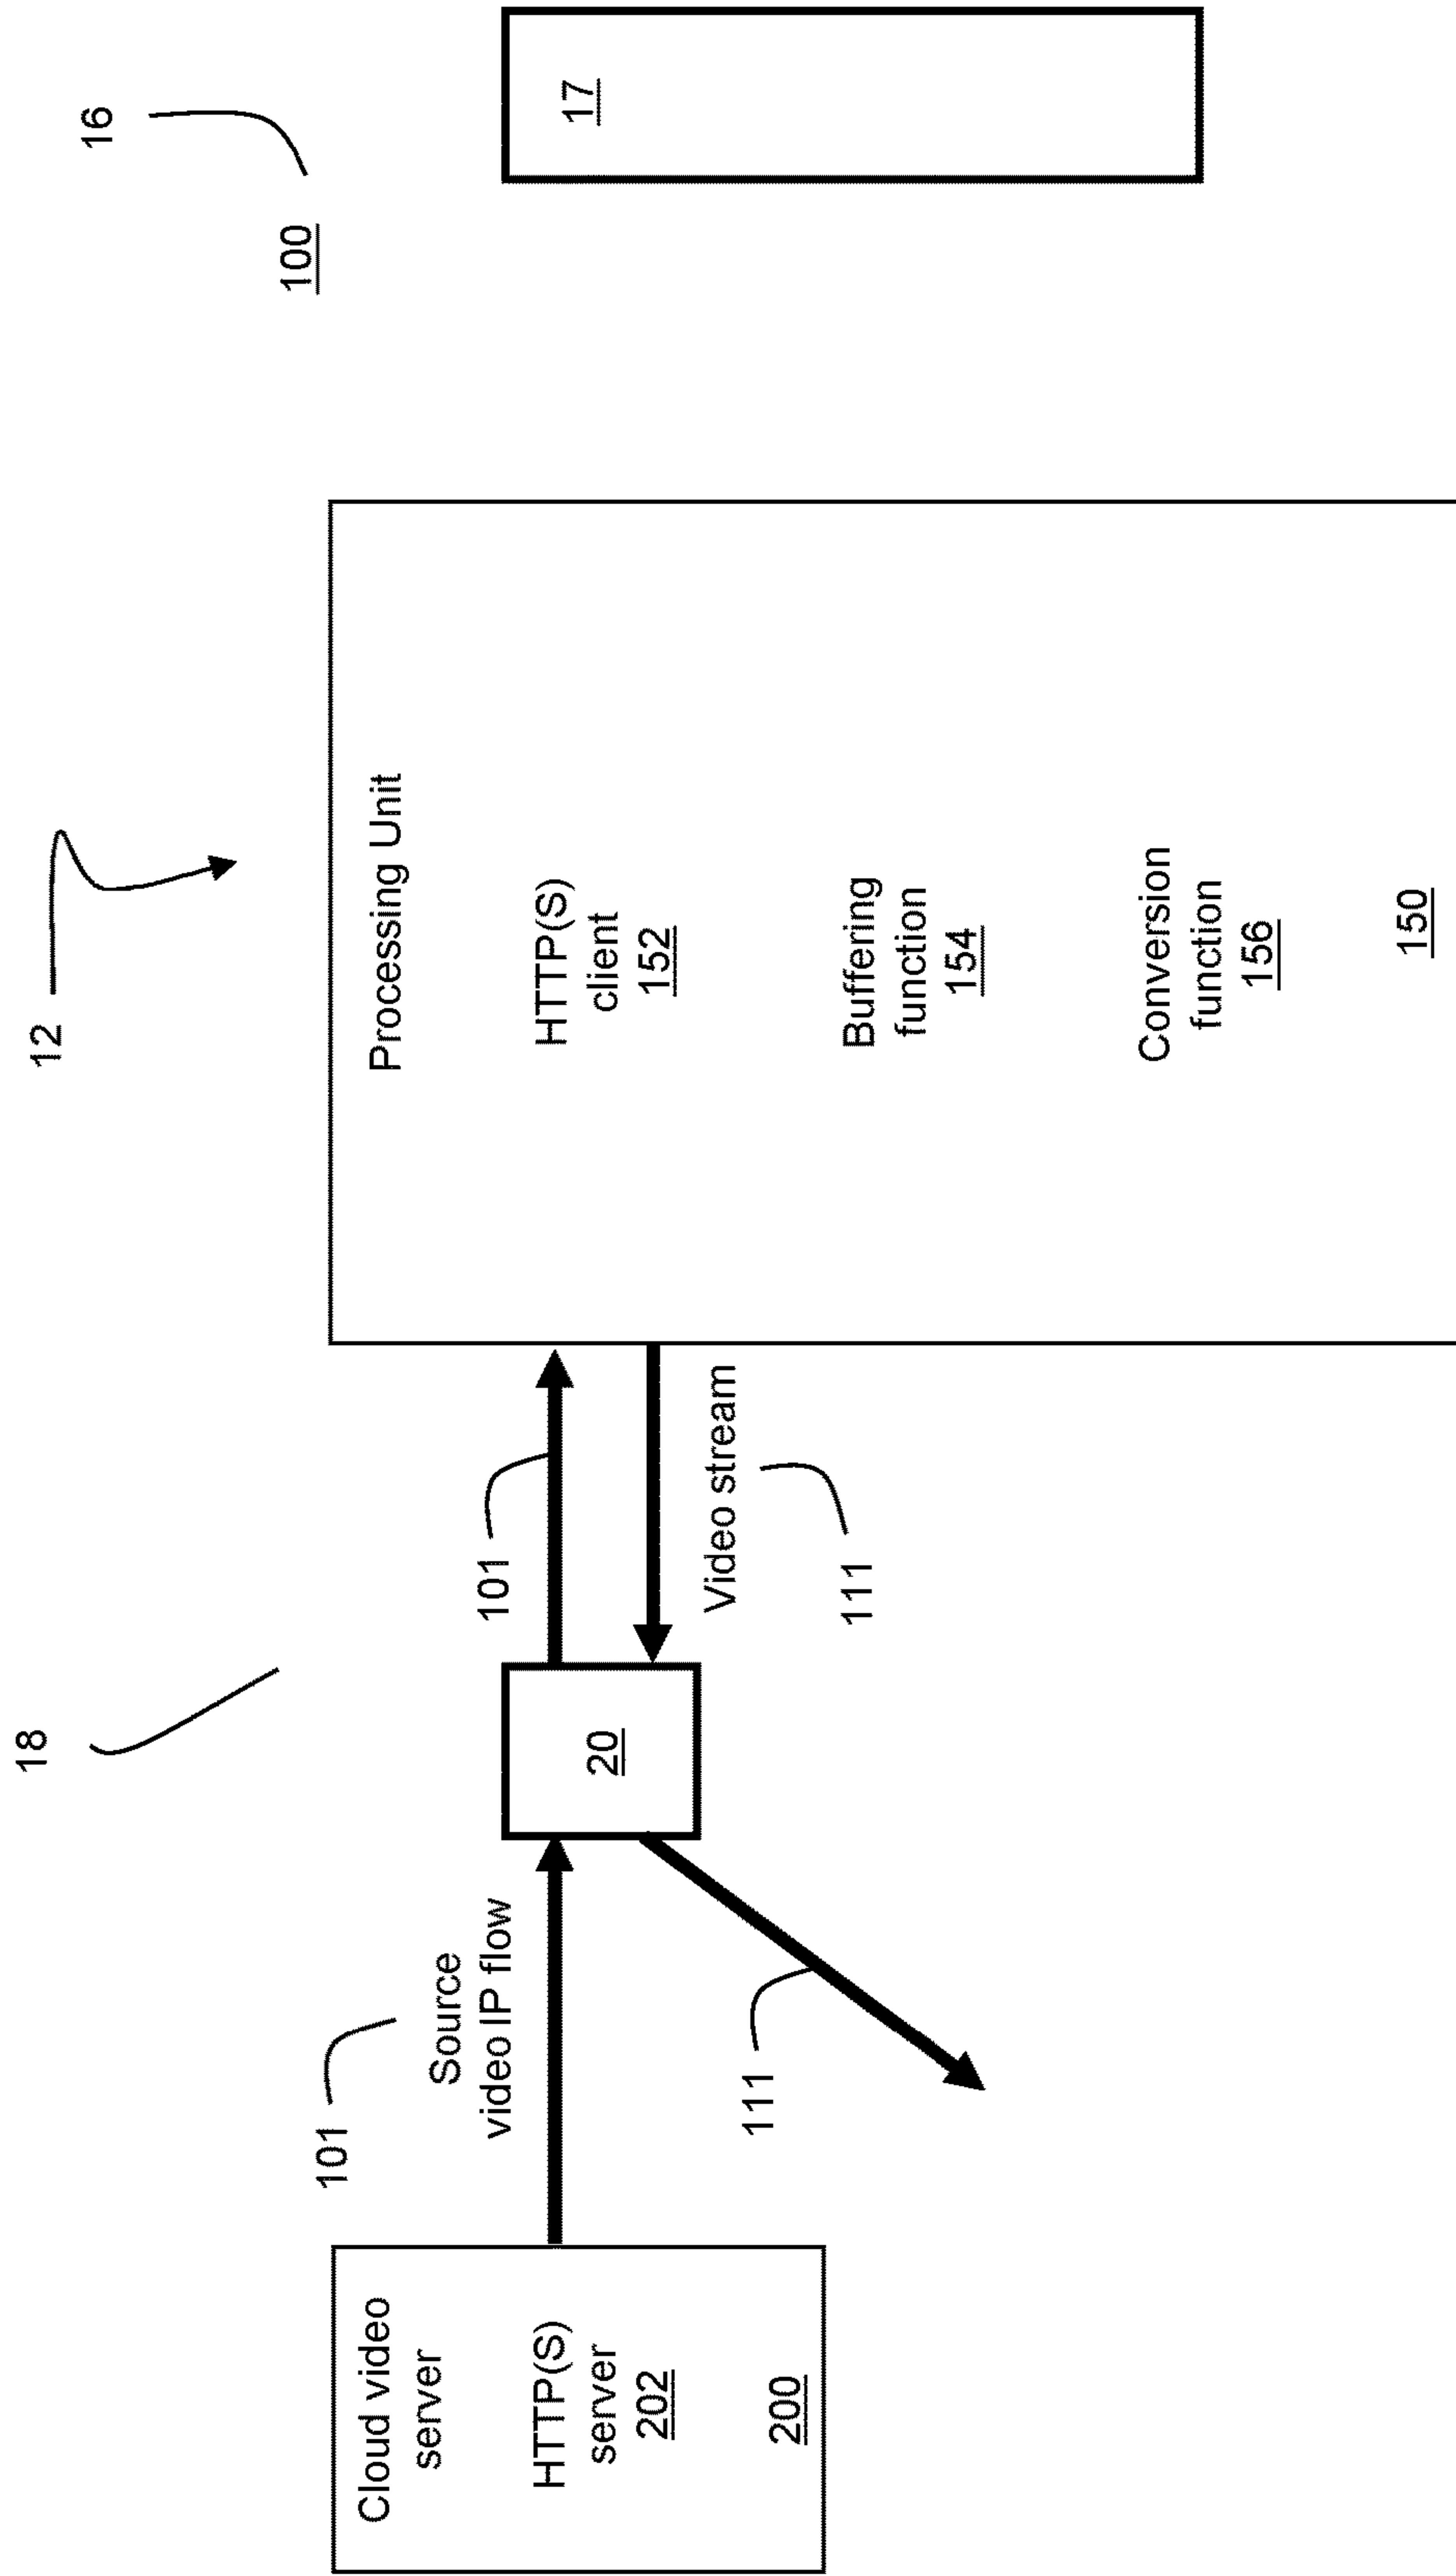 18
12
16
100
Cloud video
server
HTTP(S)
server
202
200
101
Source
video IP flow
111
20
101
Video stream
111
Processing Unit
HTTP(S)
client
152
Buffering
function
154
Conversion
function
156
150
17